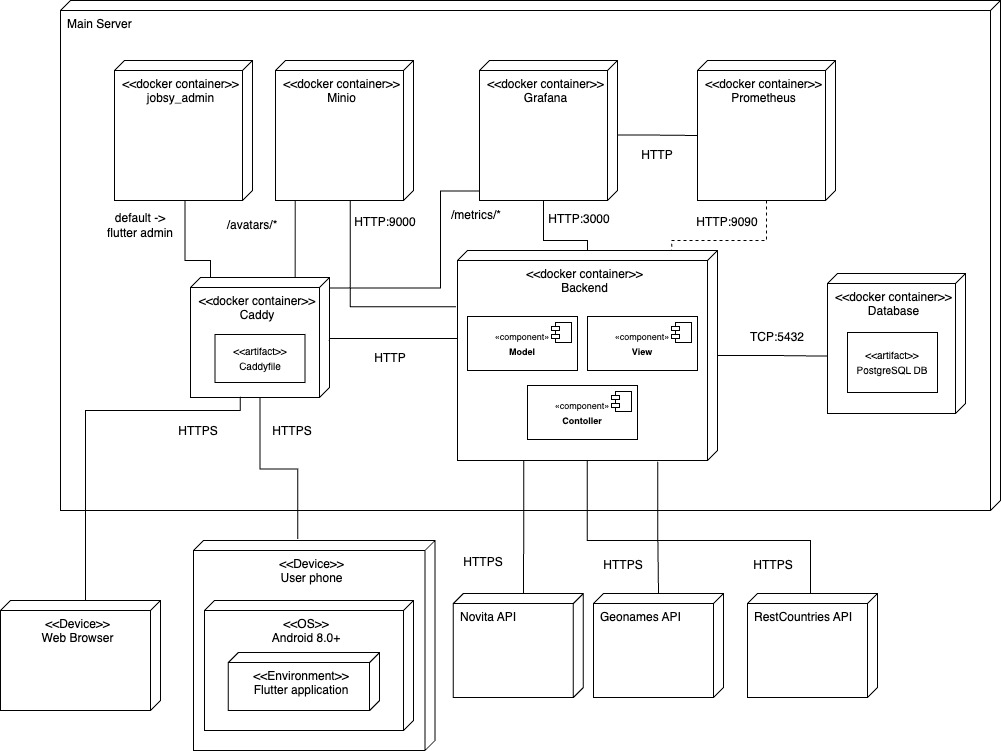 Main Server
<<docker container>>
jobsy_admin
<<docker container>>
Minio
<<docker container>>
Grafana
<<docker container>>
Prometheus
HTTP
default ->
flutter admin
/avatars/*
HTTP:9000
/metrics/*
HTTP:3000
HTTP:9090
<<docker container>>
Caddy
<<artifact>>
Caddyfile
HTTP
<<docker container>>
Backend
«component»
Model
«component»
View
«component»
Contoller
TCP:5432
<<docker container>>
Database
<<artifact>>
PostgreSQL DB
HTTPS
HTTPS
HTTPS
HTTPS
HTTPS
<<Device>>
Web Browser
<<Device>>
User phone
<<OS>>
Android 8.0+
<<Environment>>
Flutter application
Novita API
Geonames API
RestCountries API